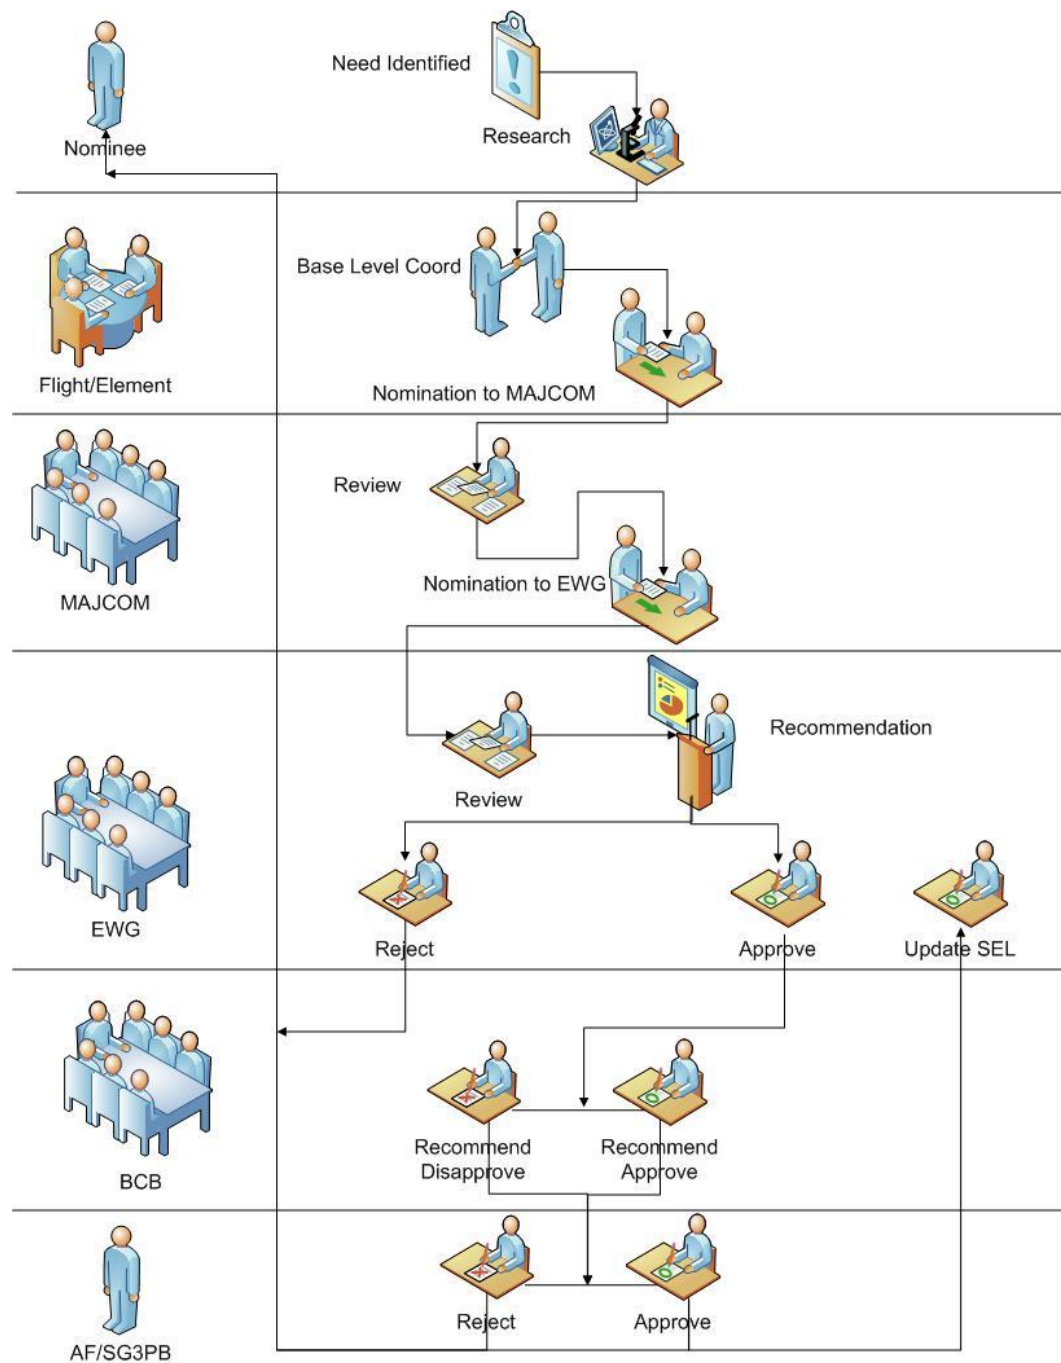 Need Identified
Research
Nominee
Base Level Coord
Flight/Element
Nomination to MAJCOM
Review
Nomination to EWG
MAJCOM
Recommendation
Review
EWG
Reject
Approve
Update SEL
Recommend
Disapprove
Recommend
Approve
BCB
Reject
Approve
AF/SG3PB